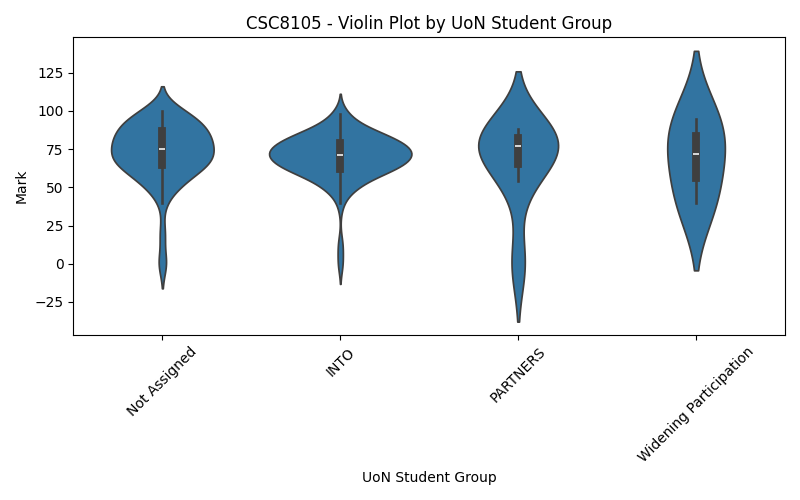 CSC8105 - Violin Plot by UoN Student Group
Mark
125
100
75
50
25
0
−25
Not Assigned
INTO
PARTNERS
Widening Participation
UoN Student Group